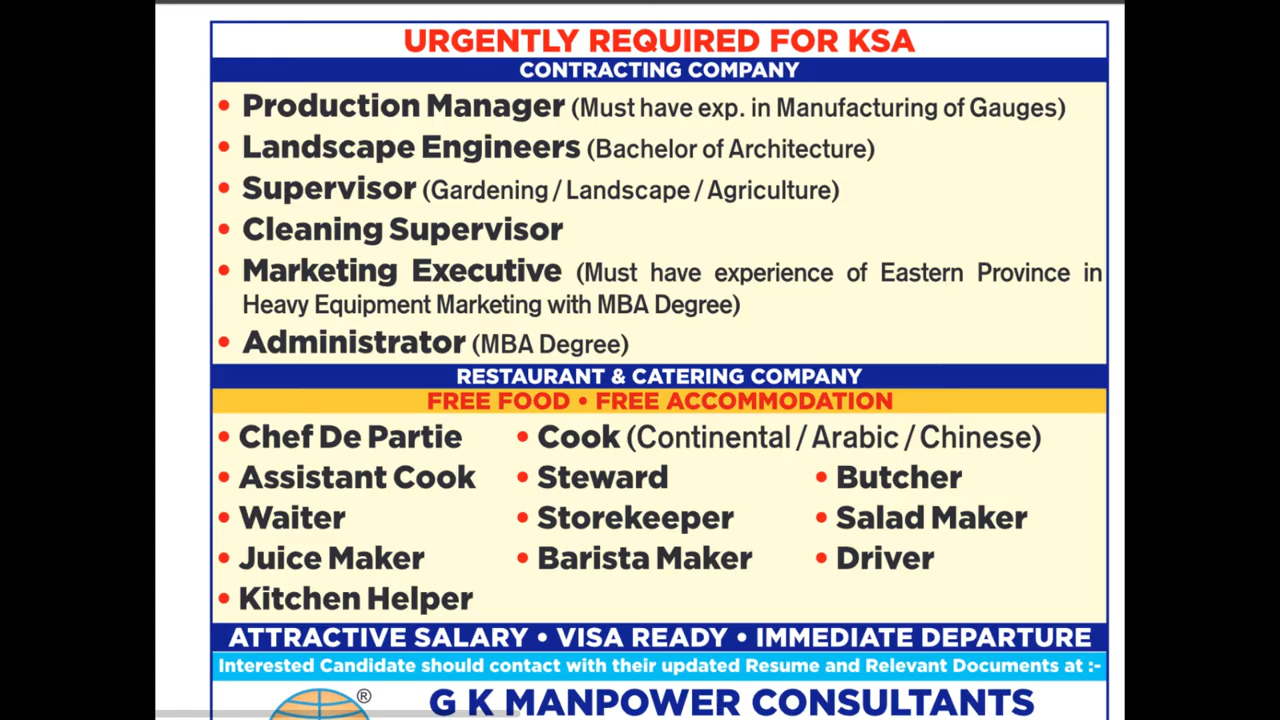 URGENTLY REQUIRED FOR KSA
CONTRACTING COMPANY
• Production Manager (Must have exp. in Manufacturing of Gauges)
• Landscape Engineers (Bachelor of Architecture)
• Supervisor (Gardening / Landscape / Agriculture)
• Cleaning Supervisor
• Marketing Executive (Must have experience of Eastern Province in
Heavy Equipment Marketing with MBA Degree)
• Administrator (MBA Degree)
RESTAURANT & CATERING COMPANY
FREE FOOD • FREE ACCOMMODATION
• Chef De Partie • Cook (Continental / Arabic / Chinese)
• Assistant Cook • Steward • Butcher
• Waiter • Storekeeper • Salad Maker
• Juice Maker • Barista Maker • Driver
• Kitchen Helper
ATTRACTIVE SALARY • VISA READY • IMMEDIATE DEPARTURE
Interested Candidate should contact with their updated Resume and Relevant Documents at :-
® G K MANPOWER CONSULTANTS